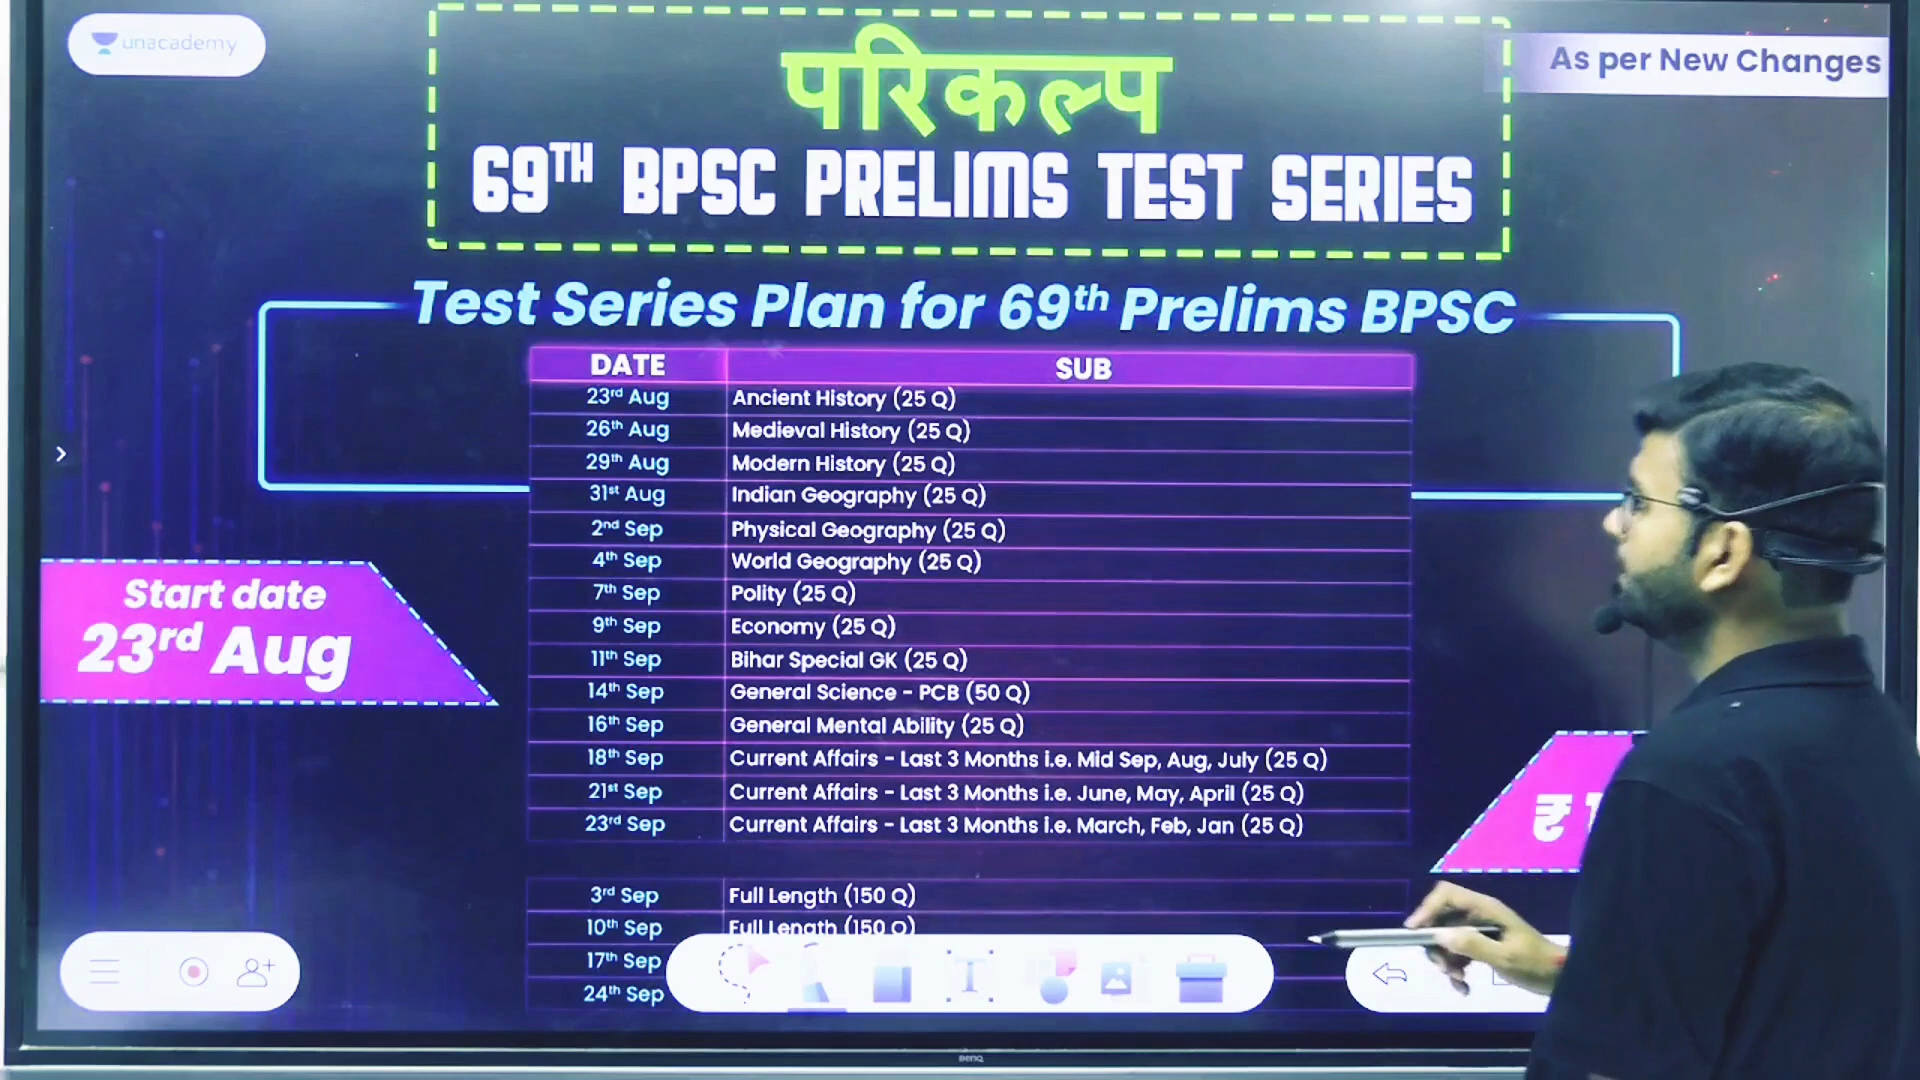 unacademy
As per New Changes
परिकल्प
69TH BPSC PRELIMS TEST SERIES
Test Series Plan for 69th Prelims BPSC
DATE SUB
23rd Aug Ancient History (25 Q)
26th Aug Medieval History (25 Q)
29th Aug Modern History (25 Q)
31st Aug Indian Geography (25 Q)
2nd Sep Physical Geography (25 Q)
4th Sep World Geography (25 Q)
7th Sep Polity (25 Q)
9th Sep Economy (25 Q)
11th Sep Bihar Special GK (25 Q)
14th Sep General Science - PCB (50 Q)
16th Sep General Mental Ability (25 Q)
18th Sep Current Affairs - Last 3 Months i.e. Mid Sep, Aug, July (25 Q)
21st Sep Current Affairs - Last 3 Months i.e. June, May, April (25 Q)
23rd Sep Current Affairs - Last 3 Months i.e. March, Feb, Jan (25 Q)
3rd Sep Full Length (150 Q)
10th Sep Full Length (150 Q)
17th Sep
24th Sep
Start date
23rd Aug
₹
T
BenQ